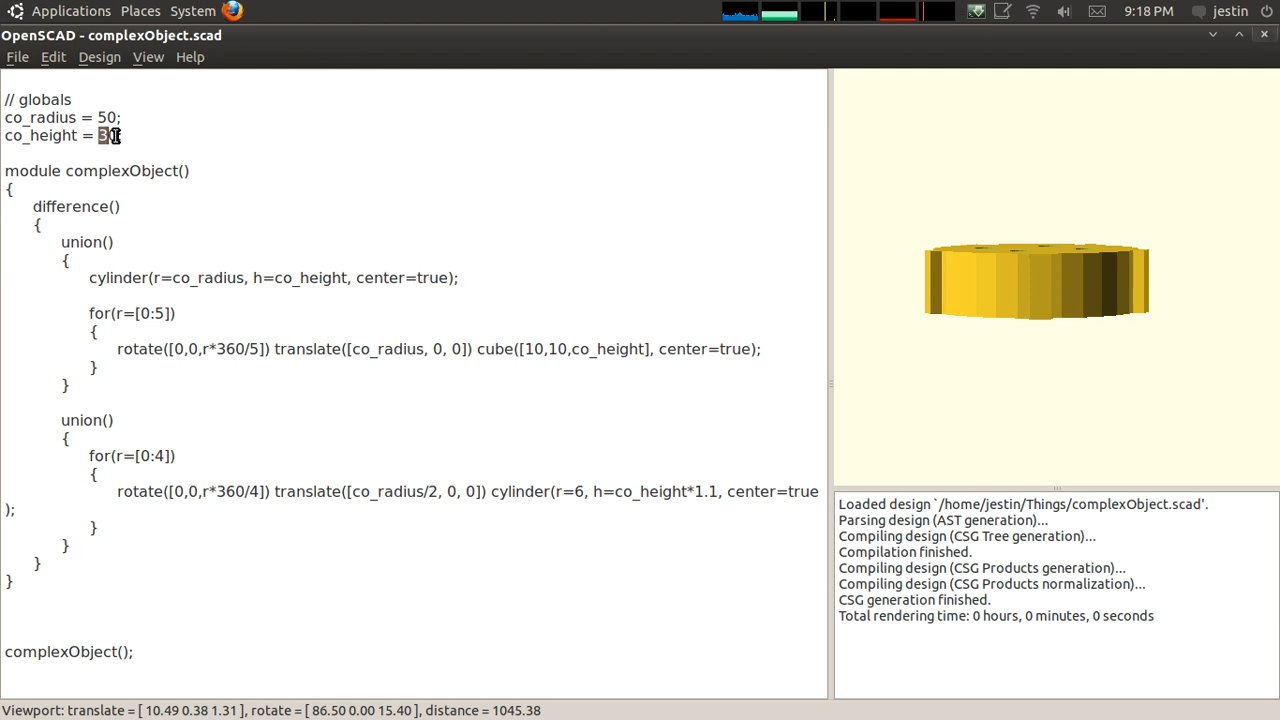 Applications Places System 9:18 PM jestin
OpenSCAD - complexObject.scad
File Edit Design View Help
// globals
co_radius = 50;
co_height = 30;
module complexObject()
{
difference()
{
union()
{
cylinder(r=co_radius, h=co_height, center=true);
for(r=[0:5])
{
rotate([0,0,r*360/5]) translate([co_radius, 0, 0]) cube([10,10,co_height], center=true);
}
}
union()
{
for(r=[0:4])
{
rotate([0,0,r*360/4]) translate([co_radius/2, 0, 0]) cylinder(r=6, h=co_height*1.1, center=true
);
}
}
}
}
complexObject();
Loaded design `/home/jestin/Things/complexObject.scad'.
Parsing design (AST generation)...
Compiling design (CSG Tree generation)...
Compilation finished.
Compiling design (CSG Products generation)...
Compiling design (CSG Products normalization)...
CSG generation finished.
Total rendering time: 0 hours, 0 minutes, 0 seconds
Viewport: translate = [ 10.49 0.38 1.31 ], rotate = [ 86.50 0.00 15.40 ], distance = 1045.38